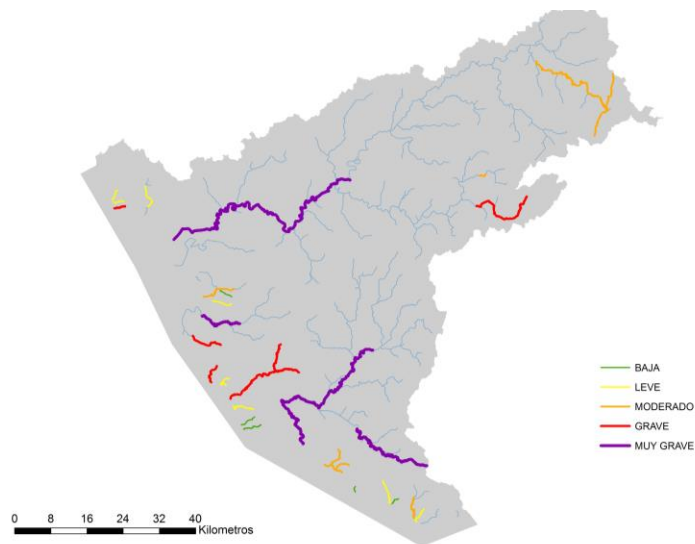 BAJA
LEVE
MODERADO
GRAVE
MUY GRAVE
0 8 16 24 32 40
Kilometros